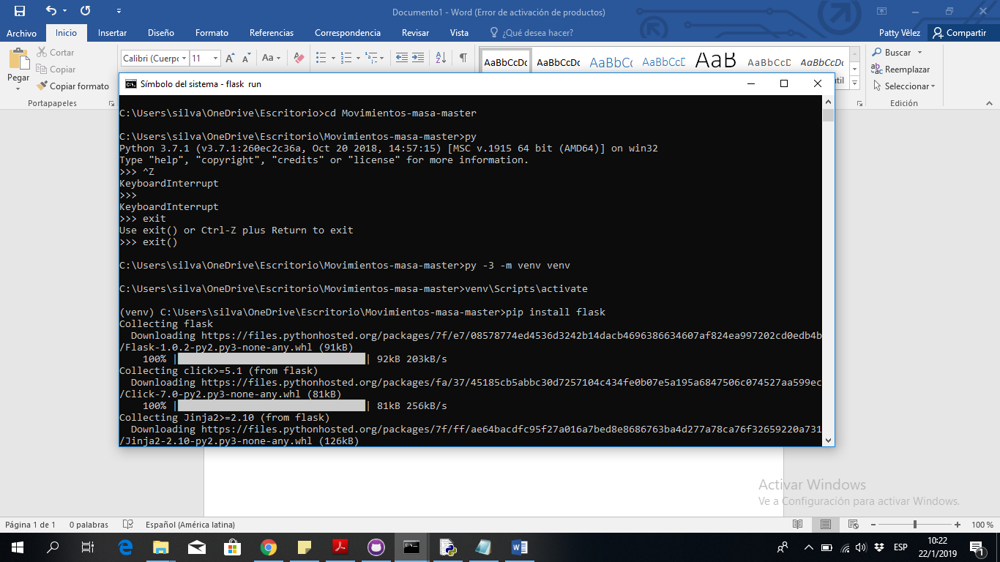 Documento1 - Word (Error de activación de productos)
Archivo Inicio Insertar Diseño Formato Referencias Correspondencia Revisar Vista ¿Qué desea hacer? Patty Vèlez Compartir
Pegar
Cortar
Copiar
Copiar formato
Portapapeles
Calibri (Cuerpo 11
AaBbCcDc AaBbCcDc AaBbCc AaBbCcD AaB AaBbCcD AaBbCcDc
Buscar
Reemplazar
Seleccionar
Edición
Símbolo del sistema - flask run
C:\Users\silva\OneDrive\Escritorio>cd Movimientos-masa-master
C:\Users\silva\OneDrive\Escritorio\Movimientos-masa-master>py
Python 3.7.1 (v3.7.1:260ec2c36a, Oct 20 2018, 14:57:15) [MSC v.1915 64 bit (AMD64)] on win32
Type "help", "copyright", "credits" or "license" for more information.
>>> ^Z
KeyboardInterrupt
>>>
KeyboardInterrupt
>>> exit
Use exit() or Ctrl-Z plus Return to exit
>>> exit()
C:\Users\silva\OneDrive\Escritorio\Movimientos-masa-master>py -3 -m venv venv
C:\Users\silva\OneDrive\Escritorio\Movimientos-masa-master>venv\Scripts\activate
(venv) C:\Users\silva\OneDrive\Escritorio\Movimientos-masa-master>pip install flask
Collecting flask
Downloading https://files.pythonhosted.org/packages/7f/e7/08578774ed4536d3242b14dacb4696386634607af824ea997202cd0edb4b
/Flask-1.0.2-py2.py3-none-any.whl (91kB)
100% || 92kB 203kB/s
Collecting click>=5.1 (from flask)
Downloading https://files.pythonhosted.org/packages/fa/37/45185cb5abbc30d7257104c434fe0b07e5a195a6847506c074527aa599ec
/Click-7.0-py2.py3-none-any.whl (81kB)
100% || 81kB 256kB/s
Collecting Jinja2>=2.10 (from flask)
Downloading https://files.pythonhosted.org/packages/7f/ff/ae64bacdfc95f27a016a7bed8e8686763ba4d277a78ca76f32659220a731
/Jinja2-2.10-py2.py3-none-any.whl (126kB)
Activar Windows
Ve a Configuración para activar Windows.
Página 1 de 1 0 palabras Español (América latina) 100 %
ESP
10:22
22/1/2019